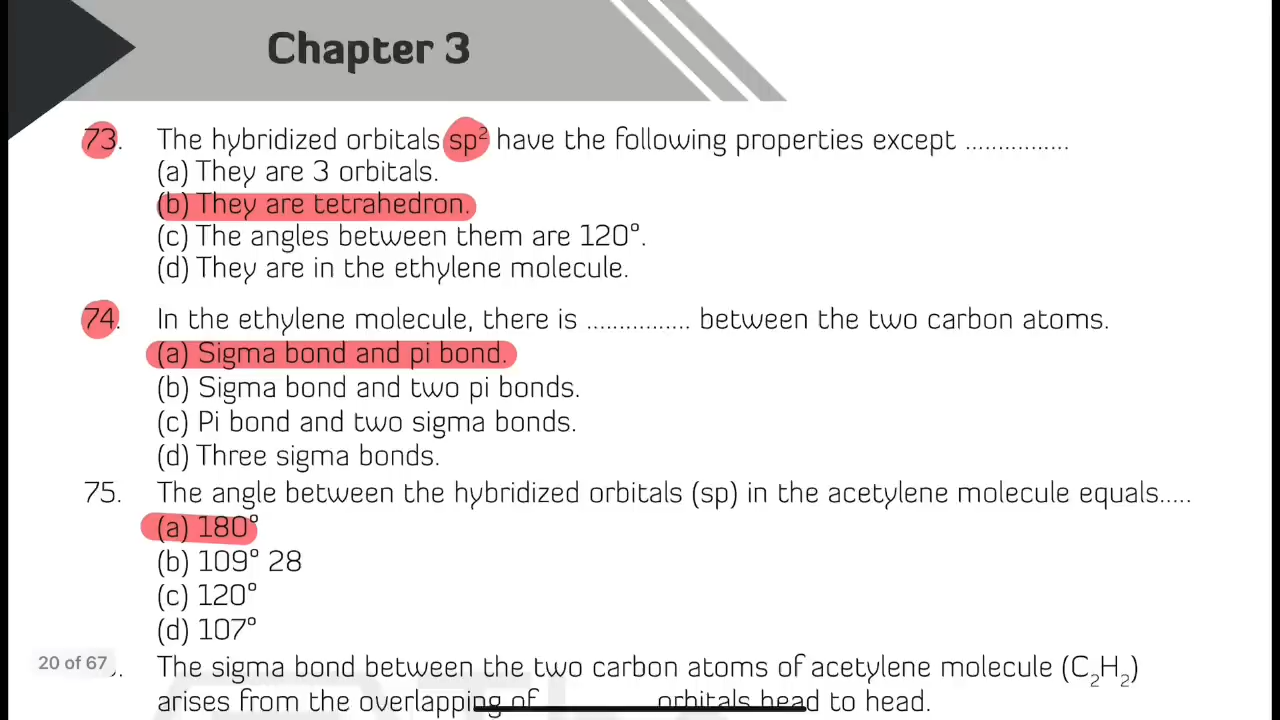 Chapter 3
73. The hybridized orbitals sp² have the following properties except ................
(a) They are 3 orbitals.
(b) They are tetrahedron.
(c) The angles between them are 120°.
(d) They are in the ethylene molecule.
74. In the ethylene molecule, there is ................ between the two carbon atoms.
(a) Sigma bond and pi bond.
(b) Sigma bond and two pi bonds.
(c) Pi bond and two sigma bonds.
(d) Three sigma bonds.
75. The angle between the hybridized orbitals (sp) in the acetylene molecule equals.....
(a) 180°
(b) 109° 28
(c) 120°
(d) 107°
20 of 67
The sigma bond between the two carbon atoms of acetylene molecule (C₂H₂)
arises from the overlapping of orbitals head to head.